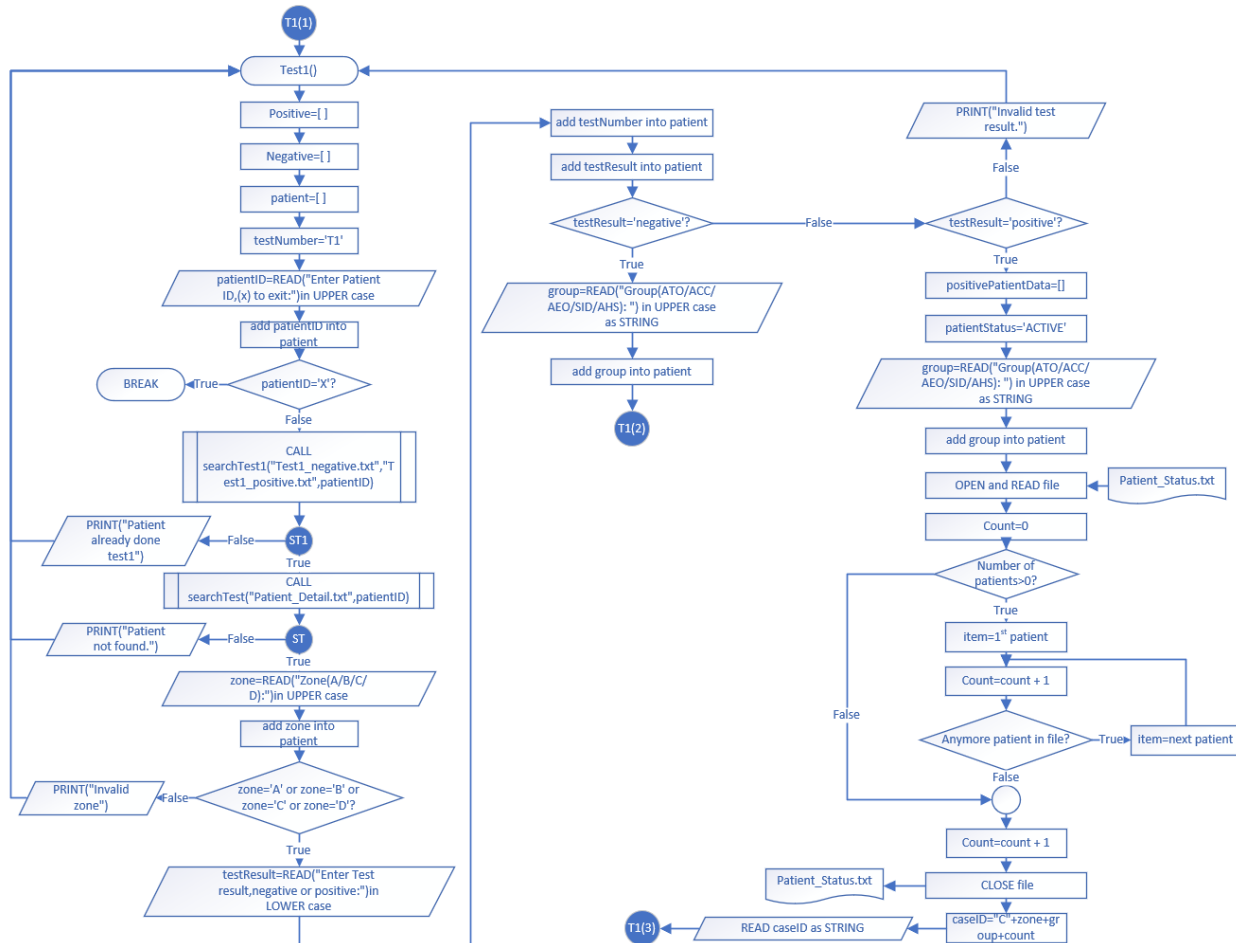 T1(1)
Test1()
Positive=[ ]
Negative=[ ]
patient=[ ]
testNumber='T1'
patientID=READ("Enter Patient
ID,(x) to exit:")in UPPER case
add patientID into
patient
patientID='X'?
True
BREAK
False
CALL
searchTest1("Test1_negative.txt","T
est1_positive.txt",patientID)
ST1
False
PRINT("Patient
already done
test1")
True
CALL
searchTest("Patient_Detail.txt",patientID)
ST
False
PRINT("Patient
not found.")
True
zone=READ("Zone(A/B/C/
D):")in UPPER case
add zone into
patient
zone='A' or zone='B' or
zone='C' or zone='D'?
False
PRINT("Invalid
zone")
True
testResult=READ("Enter Test
result,negative or positive:")in
LOWER case
add testNumber into patient
add testResult into patient
testResult='negative'?
False
True
group=READ("Group(ATO/ACC/
AEO/SID/AHS): ") in UPPER case
as STRING
add group into patient
T1(2)
PRINT("Invalid test
result.")
False
testResult='positive'?
True
positivePatientData=[]
patientStatus='ACTIVE'
group=READ("Group(ATO/ACC/
AEO/SID/AHS): ") in UPPER case
as STRING
add group into patient
OPEN and READ file
Patient_Status.txt
Count=0
Number of
patients>0?
True
False
item=1st patient
Count=count + 1
Anymore patient in file?
True
item=next patient
False
Count=count + 1
CLOSE file
Patient_Status.txt
caseID="C"+zone+gr
oup+count
READ caseID as STRING
T1(3)